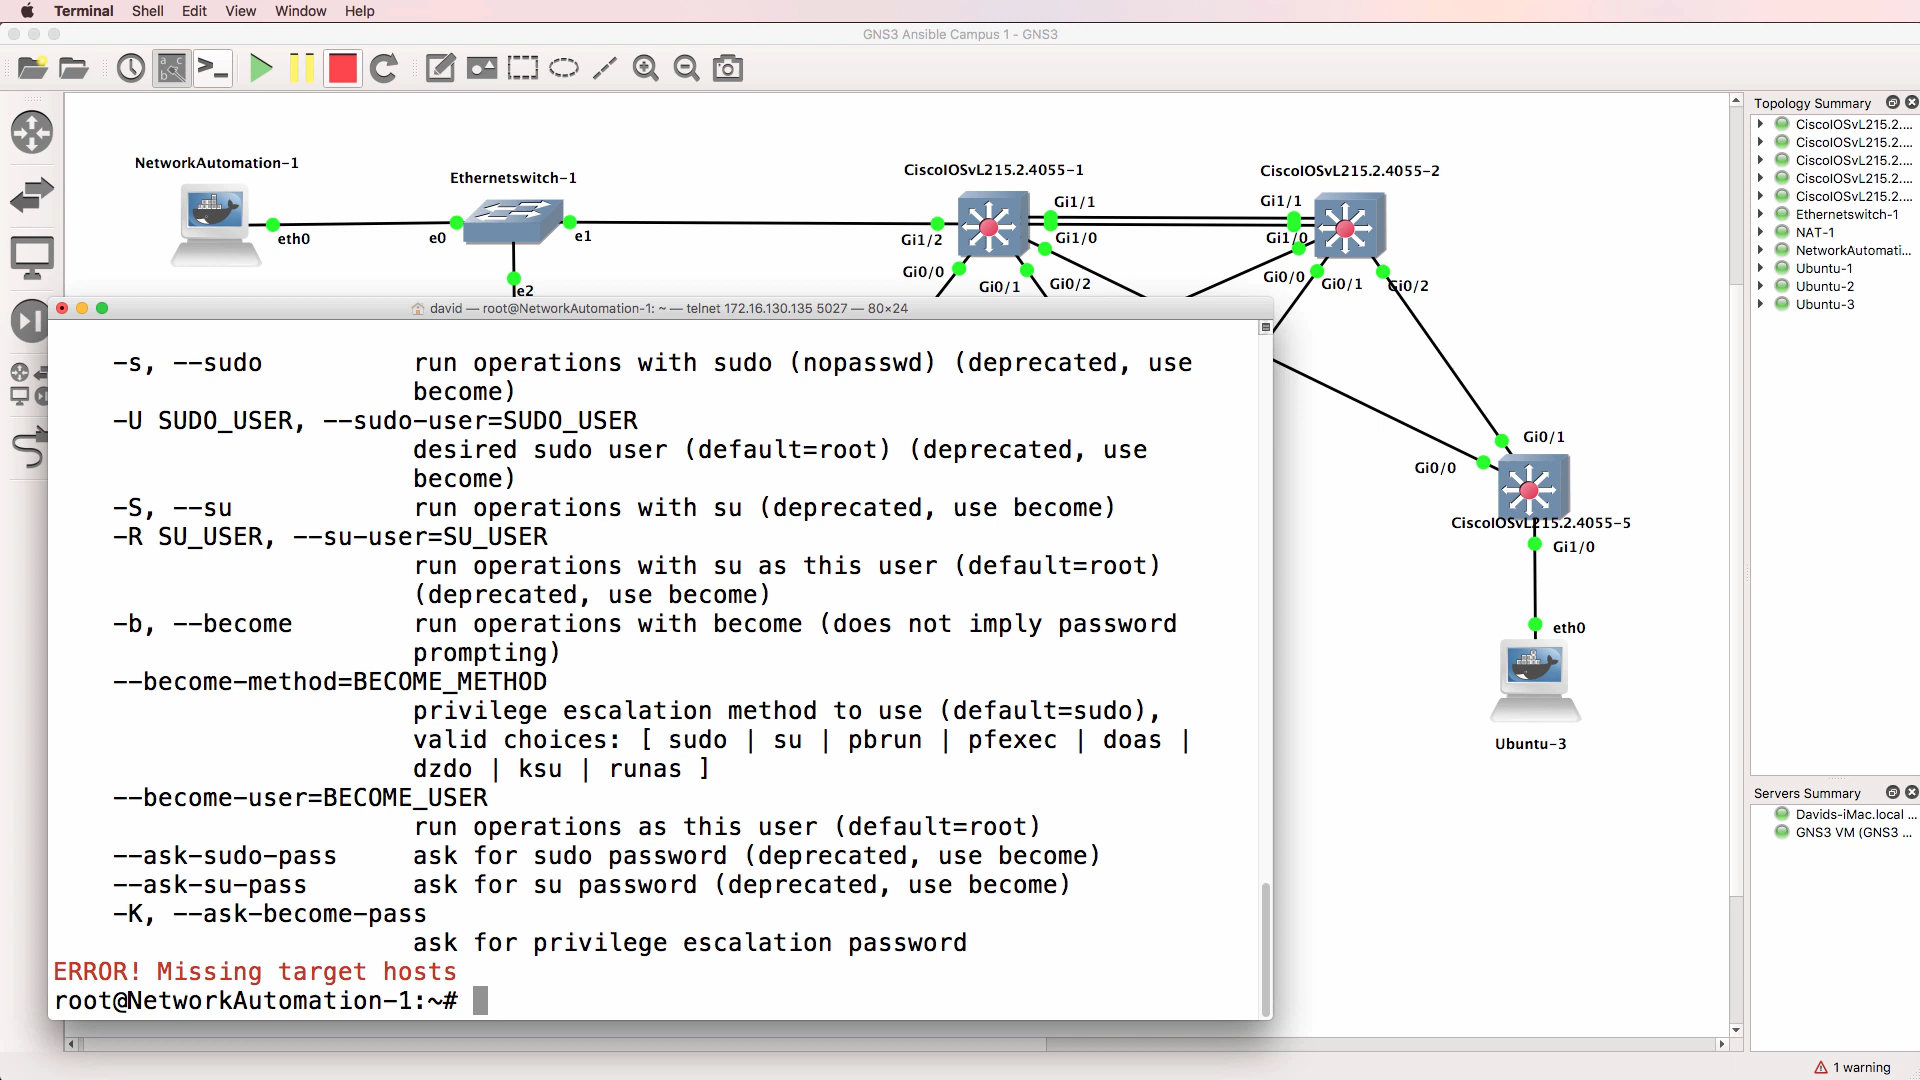 Terminal Shell Edit View Window Help
GNS3 Ansible Campus 1 - GNS3
NetworkAutomation-1
eth0
Ethernetswitch-1
e0
e1
e2
CiscoIOSvL215.2.4055-1
Gi1/2
Gi1/1
Gi1/0
Gi0/0
Gi0/1
Gi0/2
CiscoIOSvL215.2.4055-2
Gi1/1
Gi1/0
Gi0/0
Gi0/1
Gi0/2
Gi0/1
Gi0/0
CiscoIOSvL215.2.4055-5
Gi1/0
eth0
Ubuntu-3
david — root@NetworkAutomation-1: ~ — telnet 172.16.130.135 5027 — 80×24
-s, --sudo run operations with sudo (nopasswd) (deprecated, use
become)
-U SUDO_USER, --sudo-user=SUDO_USER
desired sudo user (default=root) (deprecated, use
become)
-S, --su run operations with su (deprecated, use become)
-R SU_USER, --su-user=SU_USER
run operations with su as this user (default=root)
(deprecated, use become)
-b, --become run operations with become (does not imply password
prompting)
--become-method=BECOME_METHOD
privilege escalation method to use (default=sudo),
valid choices: [ sudo | su | pbrun | pfexec | doas |
dzdo | ksu | runas ]
--become-user=BECOME_USER
run operations as this user (default=root)
--ask-sudo-pass ask for sudo password (deprecated, use become)
--ask-su-pass ask for su password (deprecated, use become)
-K, --ask-become-pass
ask for privilege escalation password
ERROR! Missing target hosts
root@NetworkAutomation-1:~#
Topology Summary
CiscoIOSvL215.2....
CiscoIOSvL215.2....
CiscoIOSvL215.2....
CiscoIOSvL215.2....
CiscoIOSvL215.2....
Ethernetswitch-1
NAT-1
NetworkAutomati...
Ubuntu-1
Ubuntu-2
Ubuntu-3
Servers Summary
Davids-iMac.local ...
GNS3 VM (GNS3 ...
1 warning